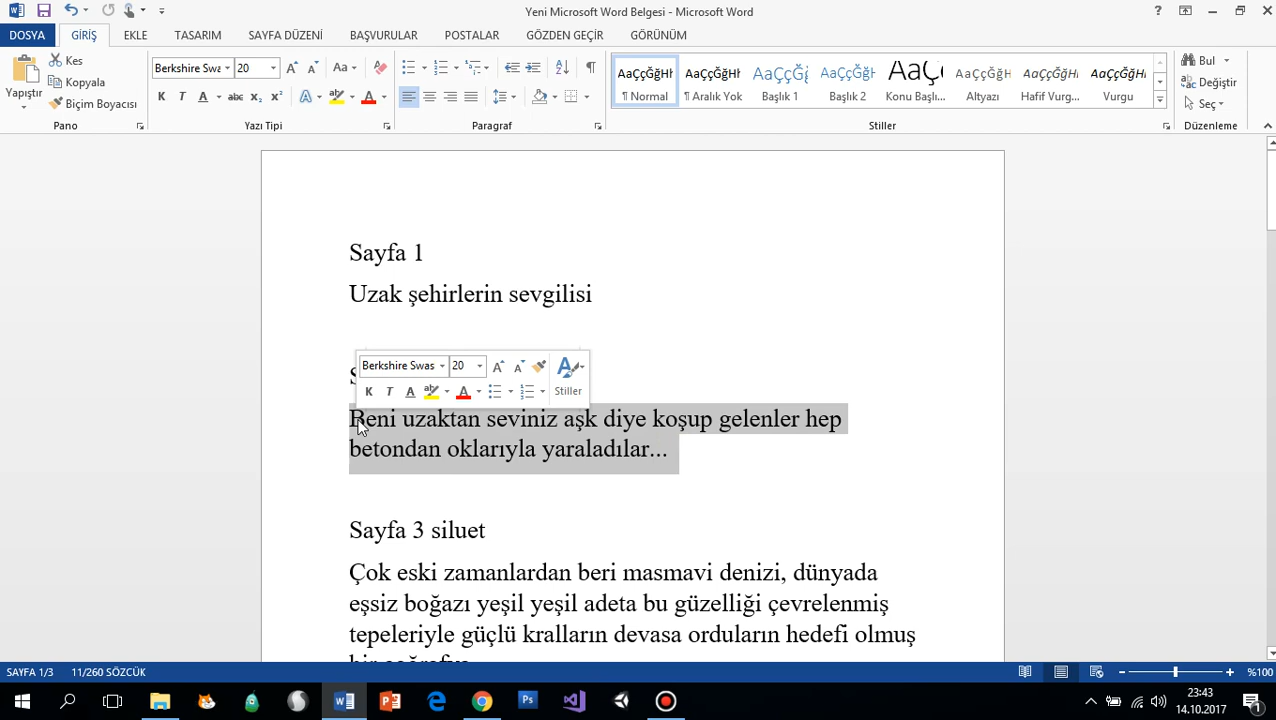 Yeni Microsoft Word Belgesi - Microsoft Word
DOSYA GİRİŞ EKLE TASARIM SAYFA DÜZENİ BAŞVURULAR POSTALAR GÖZDEN GEÇİR GÖRÜNÜM
Yapıştır
Kes
Kopyala
Biçim Boyacısı
Pano
Berkshire Swa 20
Yazı Tipi
Paragraf
AaÇçĞğHł AaÇçĞğHł AaÇçĞğ AaÇçĞğH AaÇç AaÇçĞğH AaÇçĞğHł AaÇçĞğHł
¶ Normal ¶ Aralık Yok Başlık 1 Başlık 2 Konu Başlı... Altyazı Hafif Vurg... Vurgu
Stiller
Bul
Değiştir
Seç
Düzenleme
Sayfa 1
Uzak şehirlerin sevgilisi
Berkshire Swas 20
K T A Stiller
Beni uzaktan seviniz aşk diye koşup gelenler hep
betondan oklarıyla yaraladılar...
Sayfa 3 siluet
Çok eski zamanlardan beri masmavi denizi, dünyada
eşsiz boğazı yeşil yeşil adeta bu güzelliği çevrelenmiş
tepeleriyle güçlü kralların devasa orduların hedefi olmuş
SAYFA 1/3 11/260 SÖZCÜK %100
23:43
14.10.2017